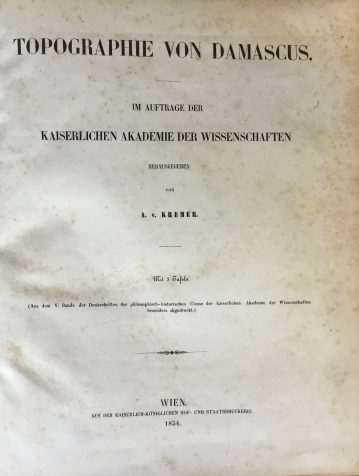 TOPOGRAPHIE VON DAMASCUS.
IM AUFTRAGE DER
KAISERLICHEN AKADEMIE DER WISSENSCHAFTEN
HERAUSGEGEBEN
VON
A. v. KREMER.
Mit 3 Tafeln.
(Aus dem V. Bande der Denkschriften der philosophisch-historischen Classe der kaiserlichen Akademie der Wissenschaften
besonders abgedruckt.)
WIEN.
AUS DER KAISERLICH-KÖNIGLICHEN HOF- UND STAATSDRUCKEREI.
1854.